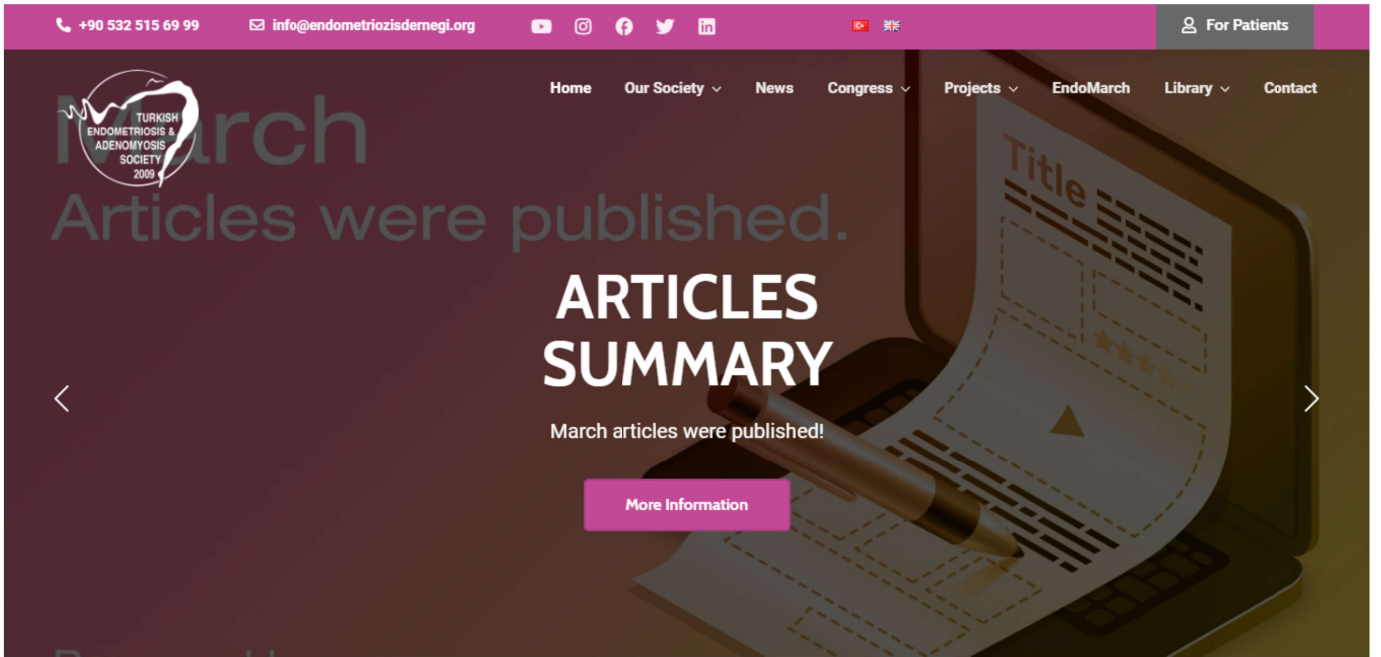 +90 532 515 69 99
info@endometriozisdernegi.org
For Patients
Home
Our Society
News
Congress
Projects
EndoMarch
Library
Contact
TURKISH
ENDOMETRIOSIS &
ADENOMYOSIS
SOCIETY
2009
March
Articles were published.
Title
ARTICLES
SUMMARY
March articles were published!
More Information